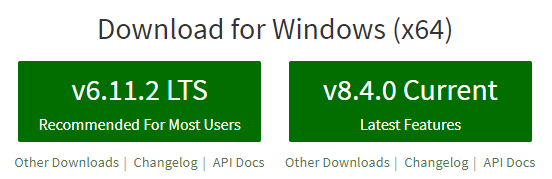 Download for Windows (x64)
v6.11.2 LTS
Recommended For Most Users
Other Downloads | Changelog | API Docs
v8.4.0 Current
Latest Features
Other Downloads | Changelog | API Docs